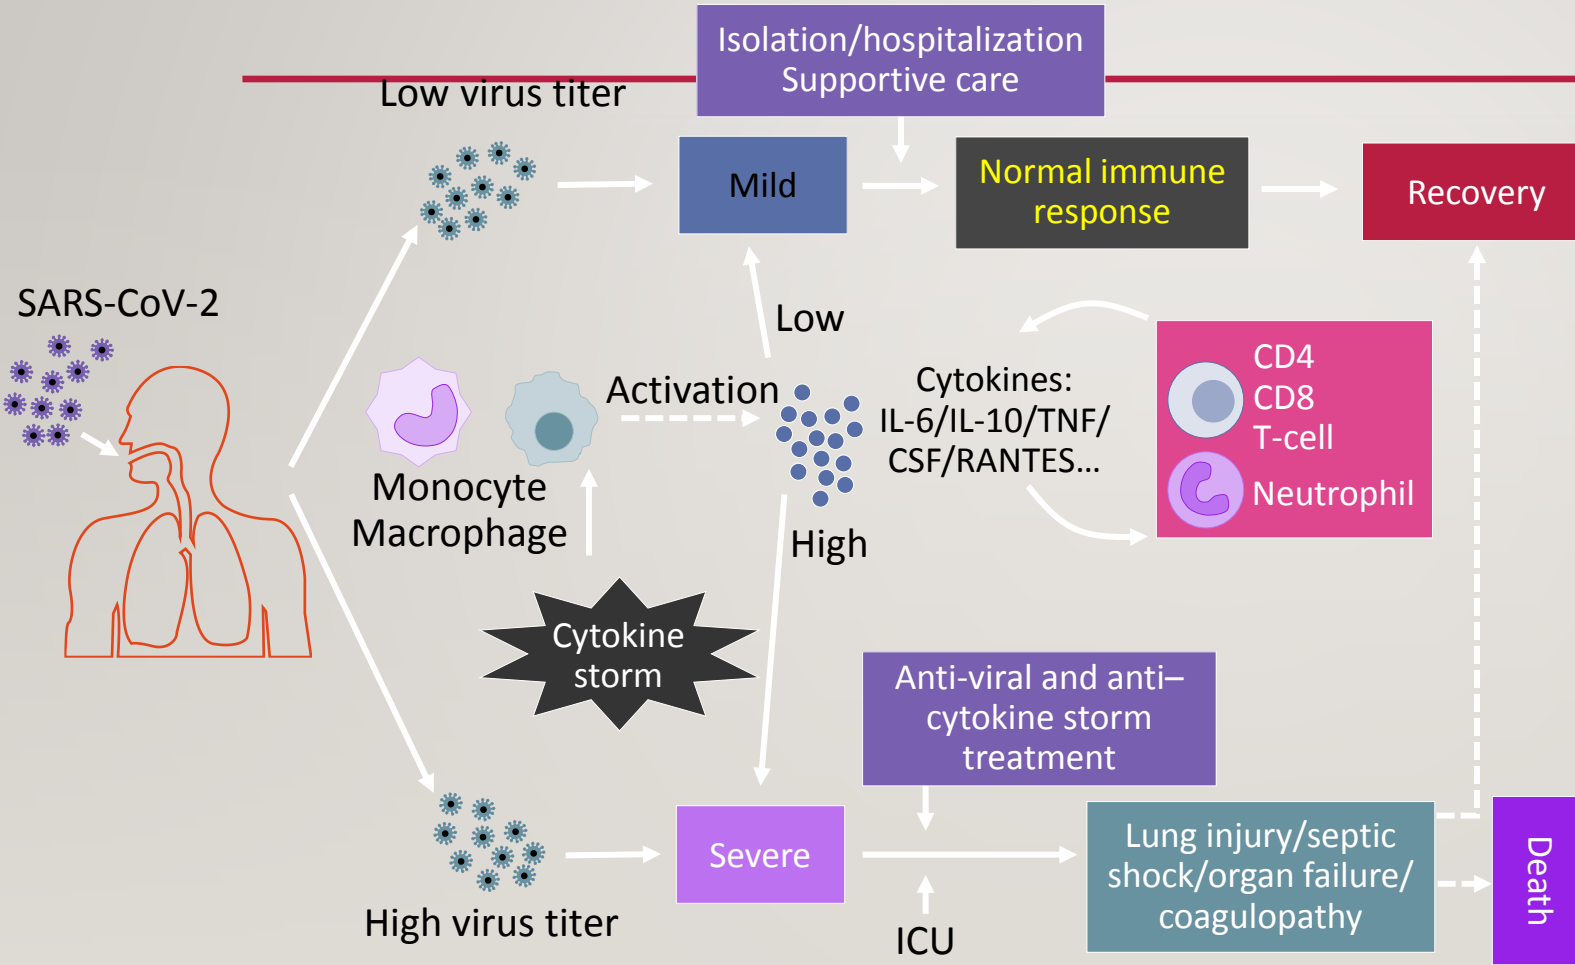 Isolation/hospitalization
Supportive care
Low virus titer
Mild
Normal immune
response
Recovery
SARS-CoV-2
Low
Activation
Monocyte
Macrophage
High
Cytokines:
IL-6/IL-10/TNF/
CSF/RANTES...
CD4
CD8
T-cell
Neutrophil
Cytokine
storm
Anti-viral and anti–
cytokine storm
treatment
High virus titer
Severe
ICU
Lung injury/septic
shock/organ failure/
coagulopathy
Death